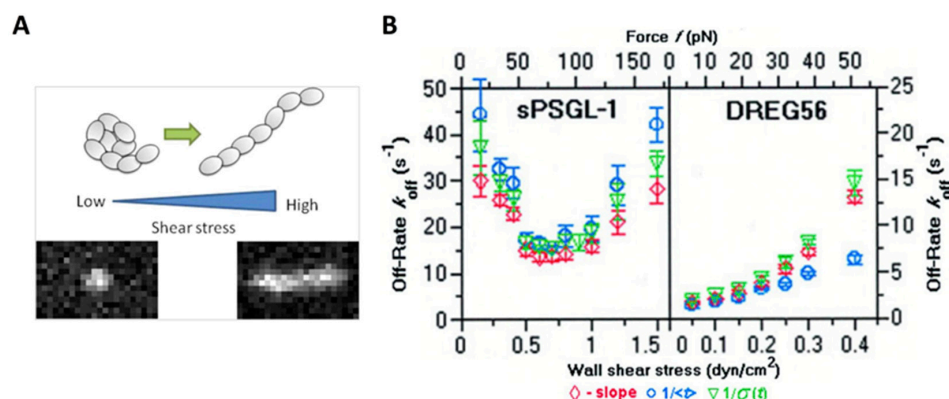 A
Low
High
Shear stress
B
Force f (pN)
0 50 100 150 0 10 20 30 40 50
sPSGL-1
DREG56
Off-Rate koff (s-1)
50
40
30
20
10
0
25
20
15
10
5
0
Off-Rate koff (s-1)
0 0.5 1 1.5 0 0.1 0.2 0.3 0.4
Wall shear stress (dyn/cm2)
- slope 1/<t> 1/σ(t)